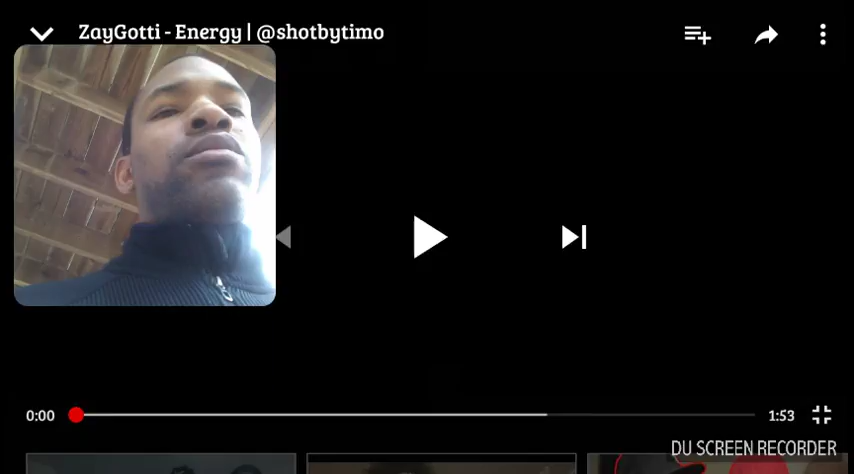 ZayGotti - Energy | @shotbytimo
0:00
1:53
DU SCREEN RECORDER